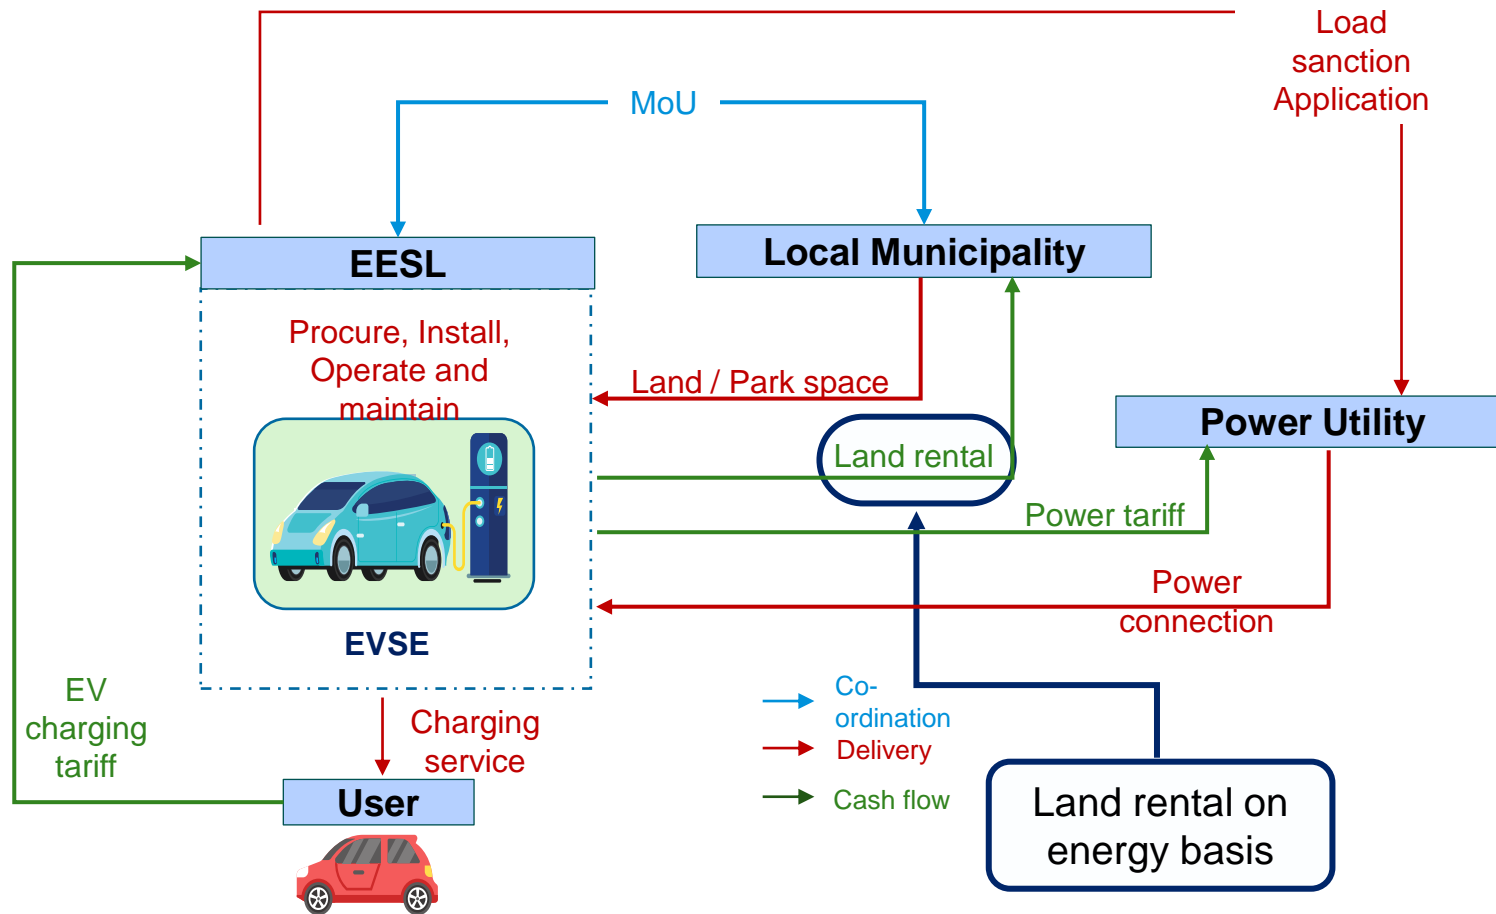 Load
sanction
Application
MoU
EESL
Local Municipality
Procure, Install,
Operate and
maintain
Land / Park space
Power Utility
Land rental
Power tariff
Power
connection
EVSE
EV
charging
tariff
Charging
service
Co-
ordination
Delivery
Cash flow
User
Land rental on
energy basis